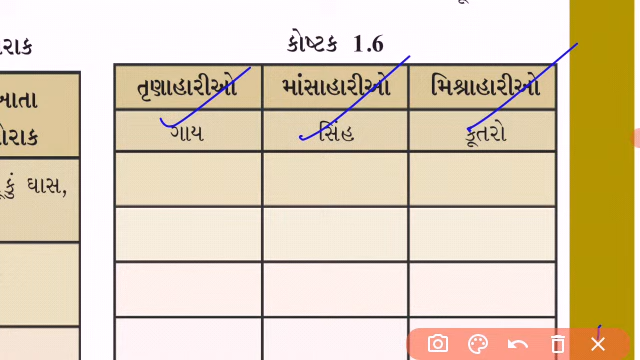 રાક
કોષ્ટક 1.6
ખાતા
ોરાક
તૃણાહારીઓ માંસાહારીઓ મિશ્રાહારીઓ
ગાય સિંહ કૂતરો
ૂકું ઘાસ,